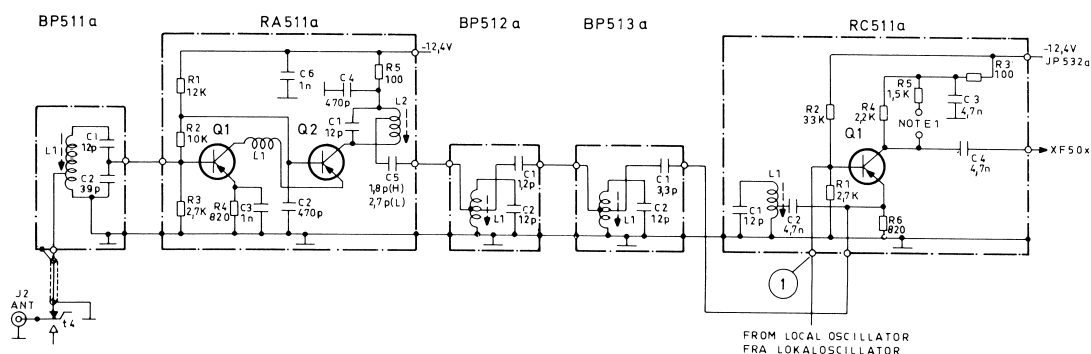 BP511a
RA511a
BP512a
BP513a
RC511a
L1
C1
12p
C2
39p
J2
ANT
t4
R1
12K
R2
10K
R3
2,7K
Q1
L1
R4
820
C3
1n
C6
1n
C2
470p
Q2
C4
470p
R5
100
C1
12p
L2
C5
1,8p(H)
2,7p(L)
-12,4V
C1
1,2p
C2
12p
L1
C1
3,3p
C2
12p
L1
-12,4V
JP532a
R3
100
R5
1,5K
C3
4,7n
R4
2,2K
NOTE1
R2
33K
Q1
C4
4,7n
XF50x
L1
C1
12p
C2
4,7n
R1
2,7K
R6
820
1
FROM LOCAL OSCILLATOR
FRA LOKALOSCILLATOR